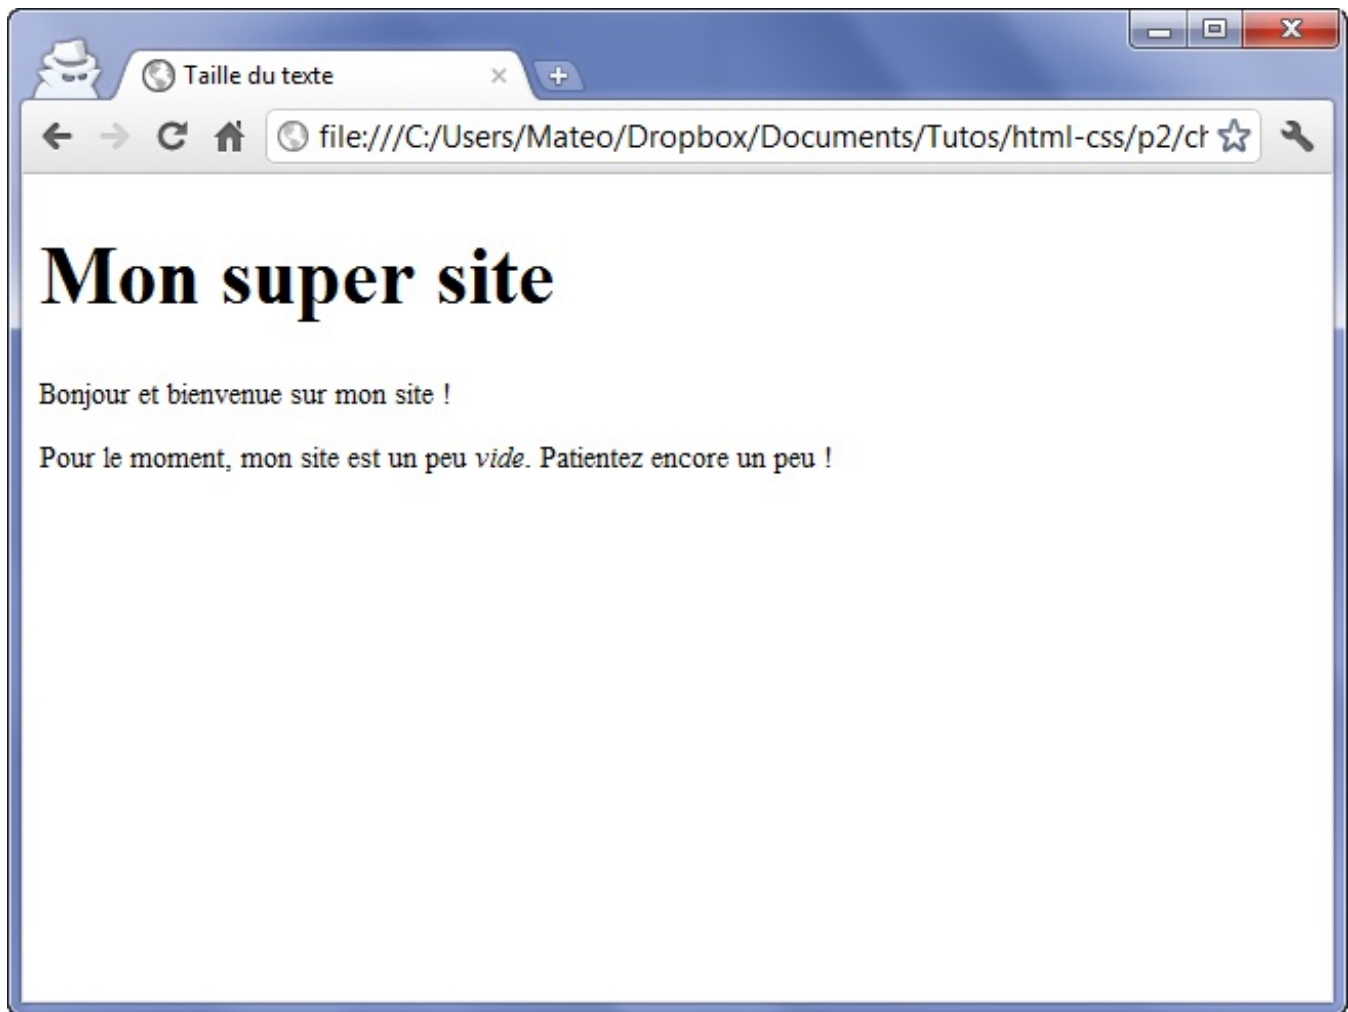 Taille du texte
file:///C:/Users/Mateo/Dropbox/Documents/Tutos/html-css/p2/ch
Mon super site
Bonjour et bienvenue sur mon site !
Pour le moment, mon site est un peu vide. Patientez encore un peu !